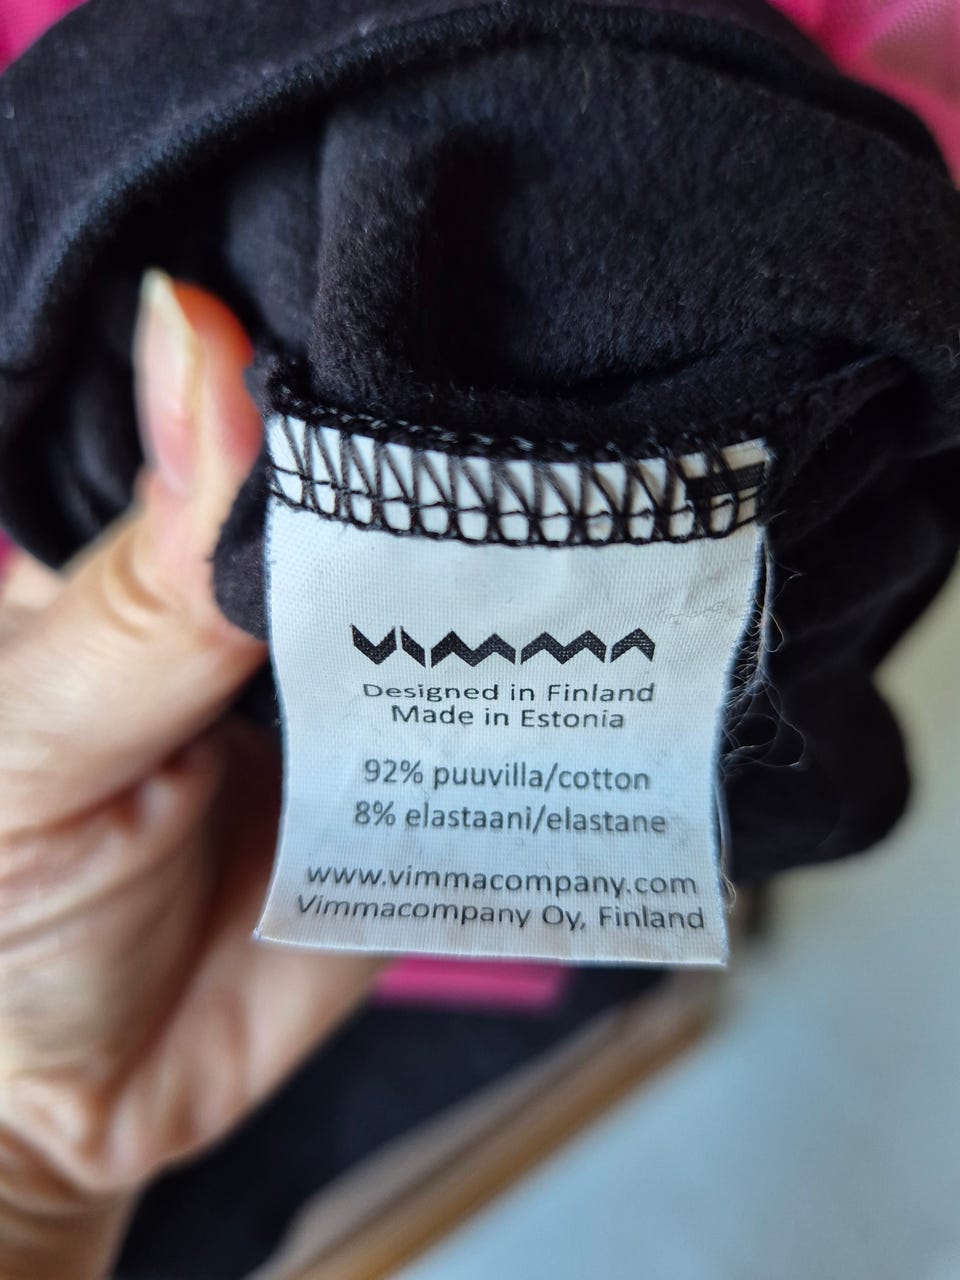 VIMMA
Designed in Finland
Made in Estonia
92% puuvilla/cotton
8% elastaani/elastane
www.vimmacompany.com
Vimmacompany Oy, Finland